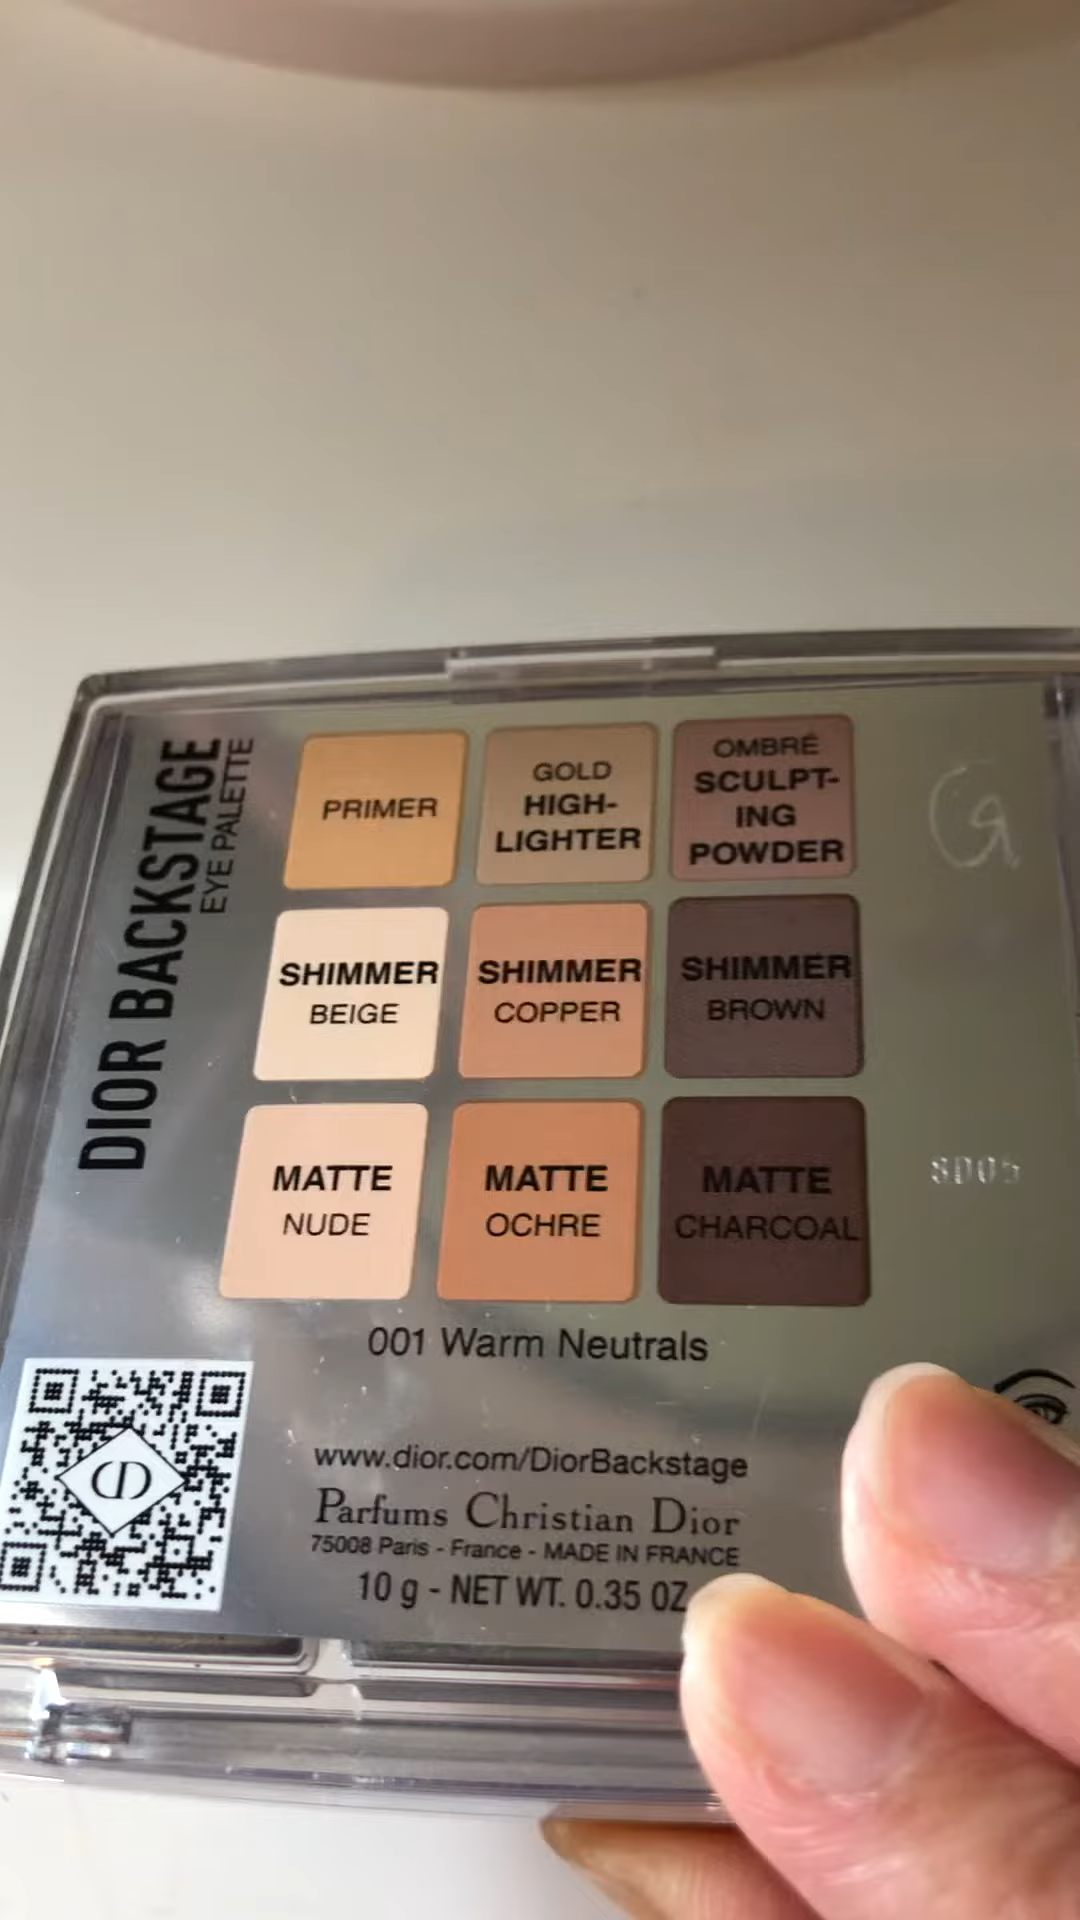 DIOR BACKSTAGE
EYE PALETTE
PRIMER
GOLD
HIGH-
LIGHTER
OMBRÉ
SCULPT-
ING
POWDER
SHIMMER
BEIGE
SHIMMER
COPPER
SHIMMER
BROWN
MATTE
NUDE
MATTE
OCHRE
MATTE
CHARCOAL
8D05
001 Warm Neutrals
CD
www.dior.com/DiorBackstage
Parfums Christian Dior
75008 Paris - France - MADE IN FRANCE
10 g - NET WT. 0.35 OZ